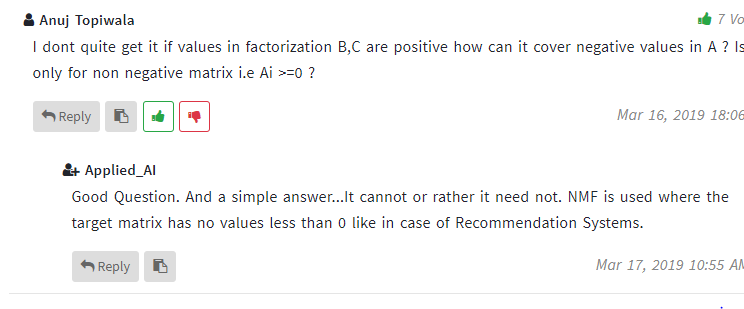 Anuj Topiwala
7 Vo
I dont quite get it if values in factorization B,C are positive how can it cover negative values in A ? Is
only for non negative matrix i.e Ai >=0 ?
Reply
Mar 16, 2019 18:06
Applied_AI
Good Question. And a simple answer...It cannot or rather it need not. NMF is used where the
target matrix has no values less than 0 like in case of Recommendation Systems.
Reply
Mar 17, 2019 10:55 AM